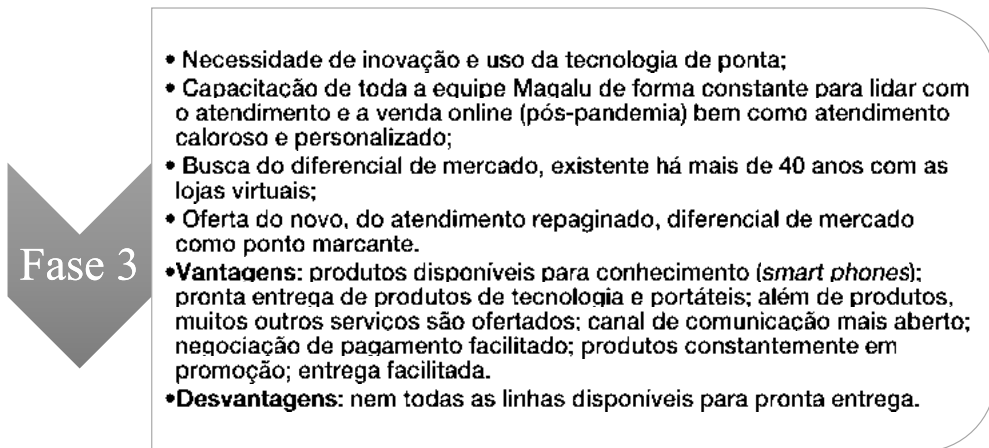 Fase 3
• Necessidade de inovação e uso da tecnologia de ponta;
• Capacitação de toda a equipe Magalu de forma constante para lidar com
o atendimento e a venda online (pós-pandemia) bem como atendimento
caloroso e personalizado;
• Busca do diferencial de mercado, existente há mais de 40 anos com as
lojas virtuais;
• Oferta do novo, do atendimento repaginado, diferencial de mercado
como ponto marcante.
•Vantagens: produtos disponíveis para conhecimento (smart phones);
pronta entrega de produtos de tecnologia e portáteis; além de produtos,
muitos outros serviços são ofertados; canal de comunicação mais aberto;
negociação de pagamento facilitado; produtos constantemente em
promoção; entrega facilitada.
•Desvantagens: nem todas as linhas disponíveis para pronta entrega.